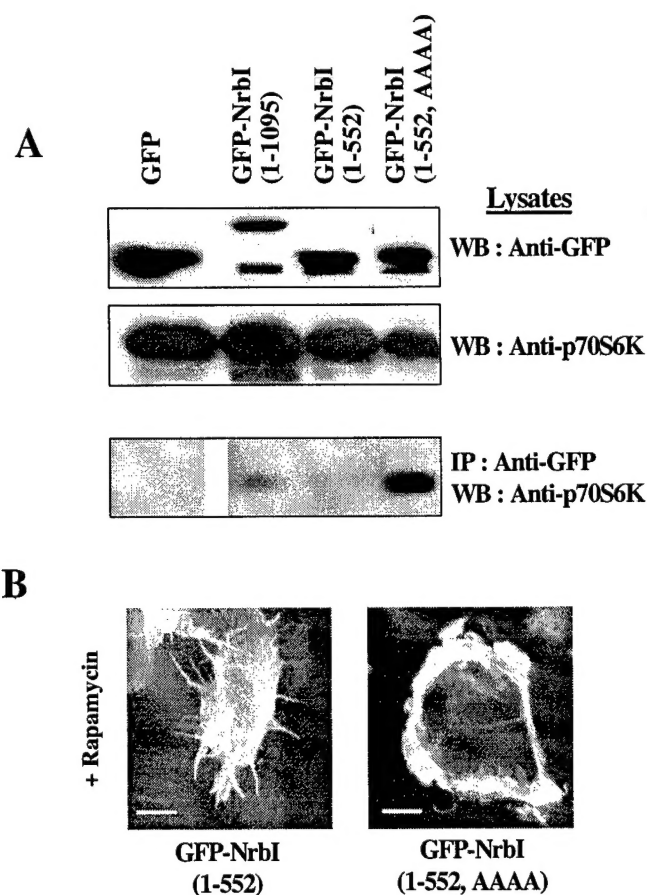 A
GFP
GFP-NrbI
(1-1095)
GFP-NrbI
(1-552)
GFP-NrbI
(1-552, AAAA)
Lysates
WB : Anti-GFP
WB : Anti-p70S6K
IP : Anti-GFP
WB : Anti-p70S6K
B
+ Rapamycin
GFP-NrbI
(1-552)
GFP-NrbI
(1-552, AAAA)